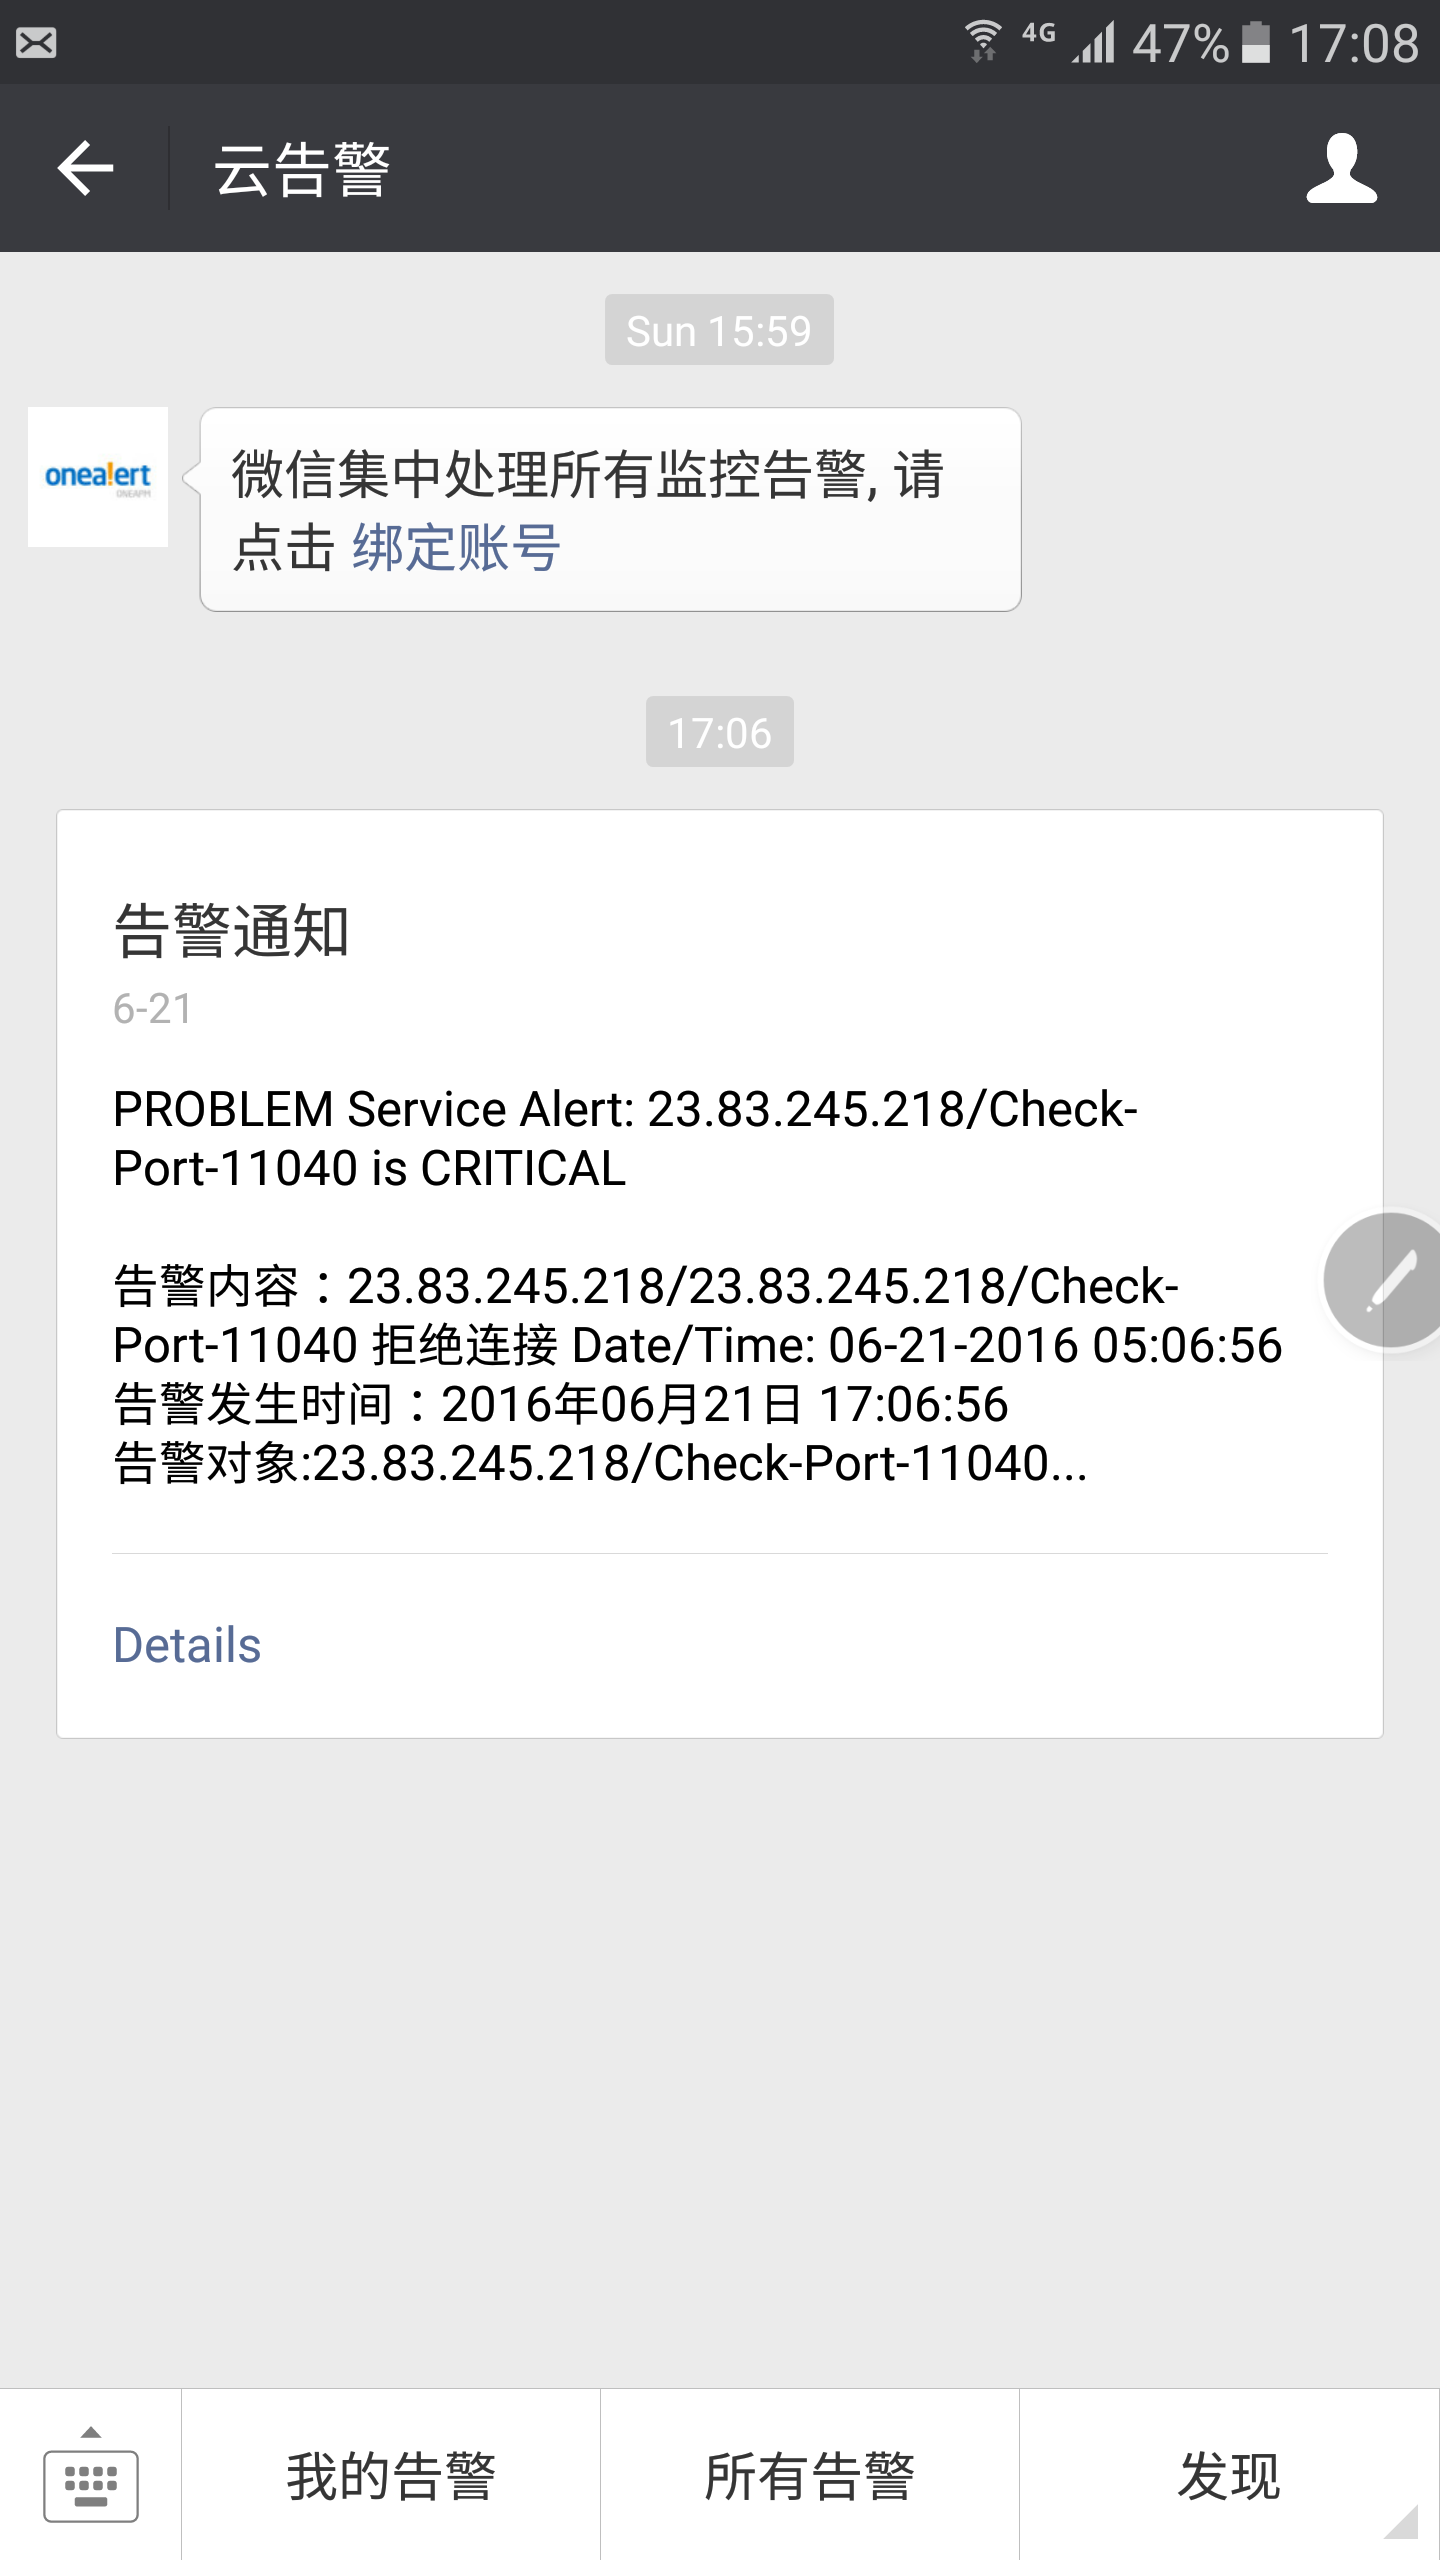 4G 47% 17:08
云告警
Sun 15:59
onealert
ONEAPM
微信集中处理所有监控告警, 请
点击 绑定账号
17:06
告警通知
6-21
PROBLEM Service Alert: 23.83.245.218/Check-
Port-11040 is CRITICAL
告警内容：23.83.245.218/23.83.245.218/Check-
Port-11040 拒绝连接 Date/Time: 06-21-2016 05:06:56
告警发生时间：2016年06月21日 17:06:56
告警对象:23.83.245.218/Check-Port-11040...
Details
我的告警
所有告警
发现